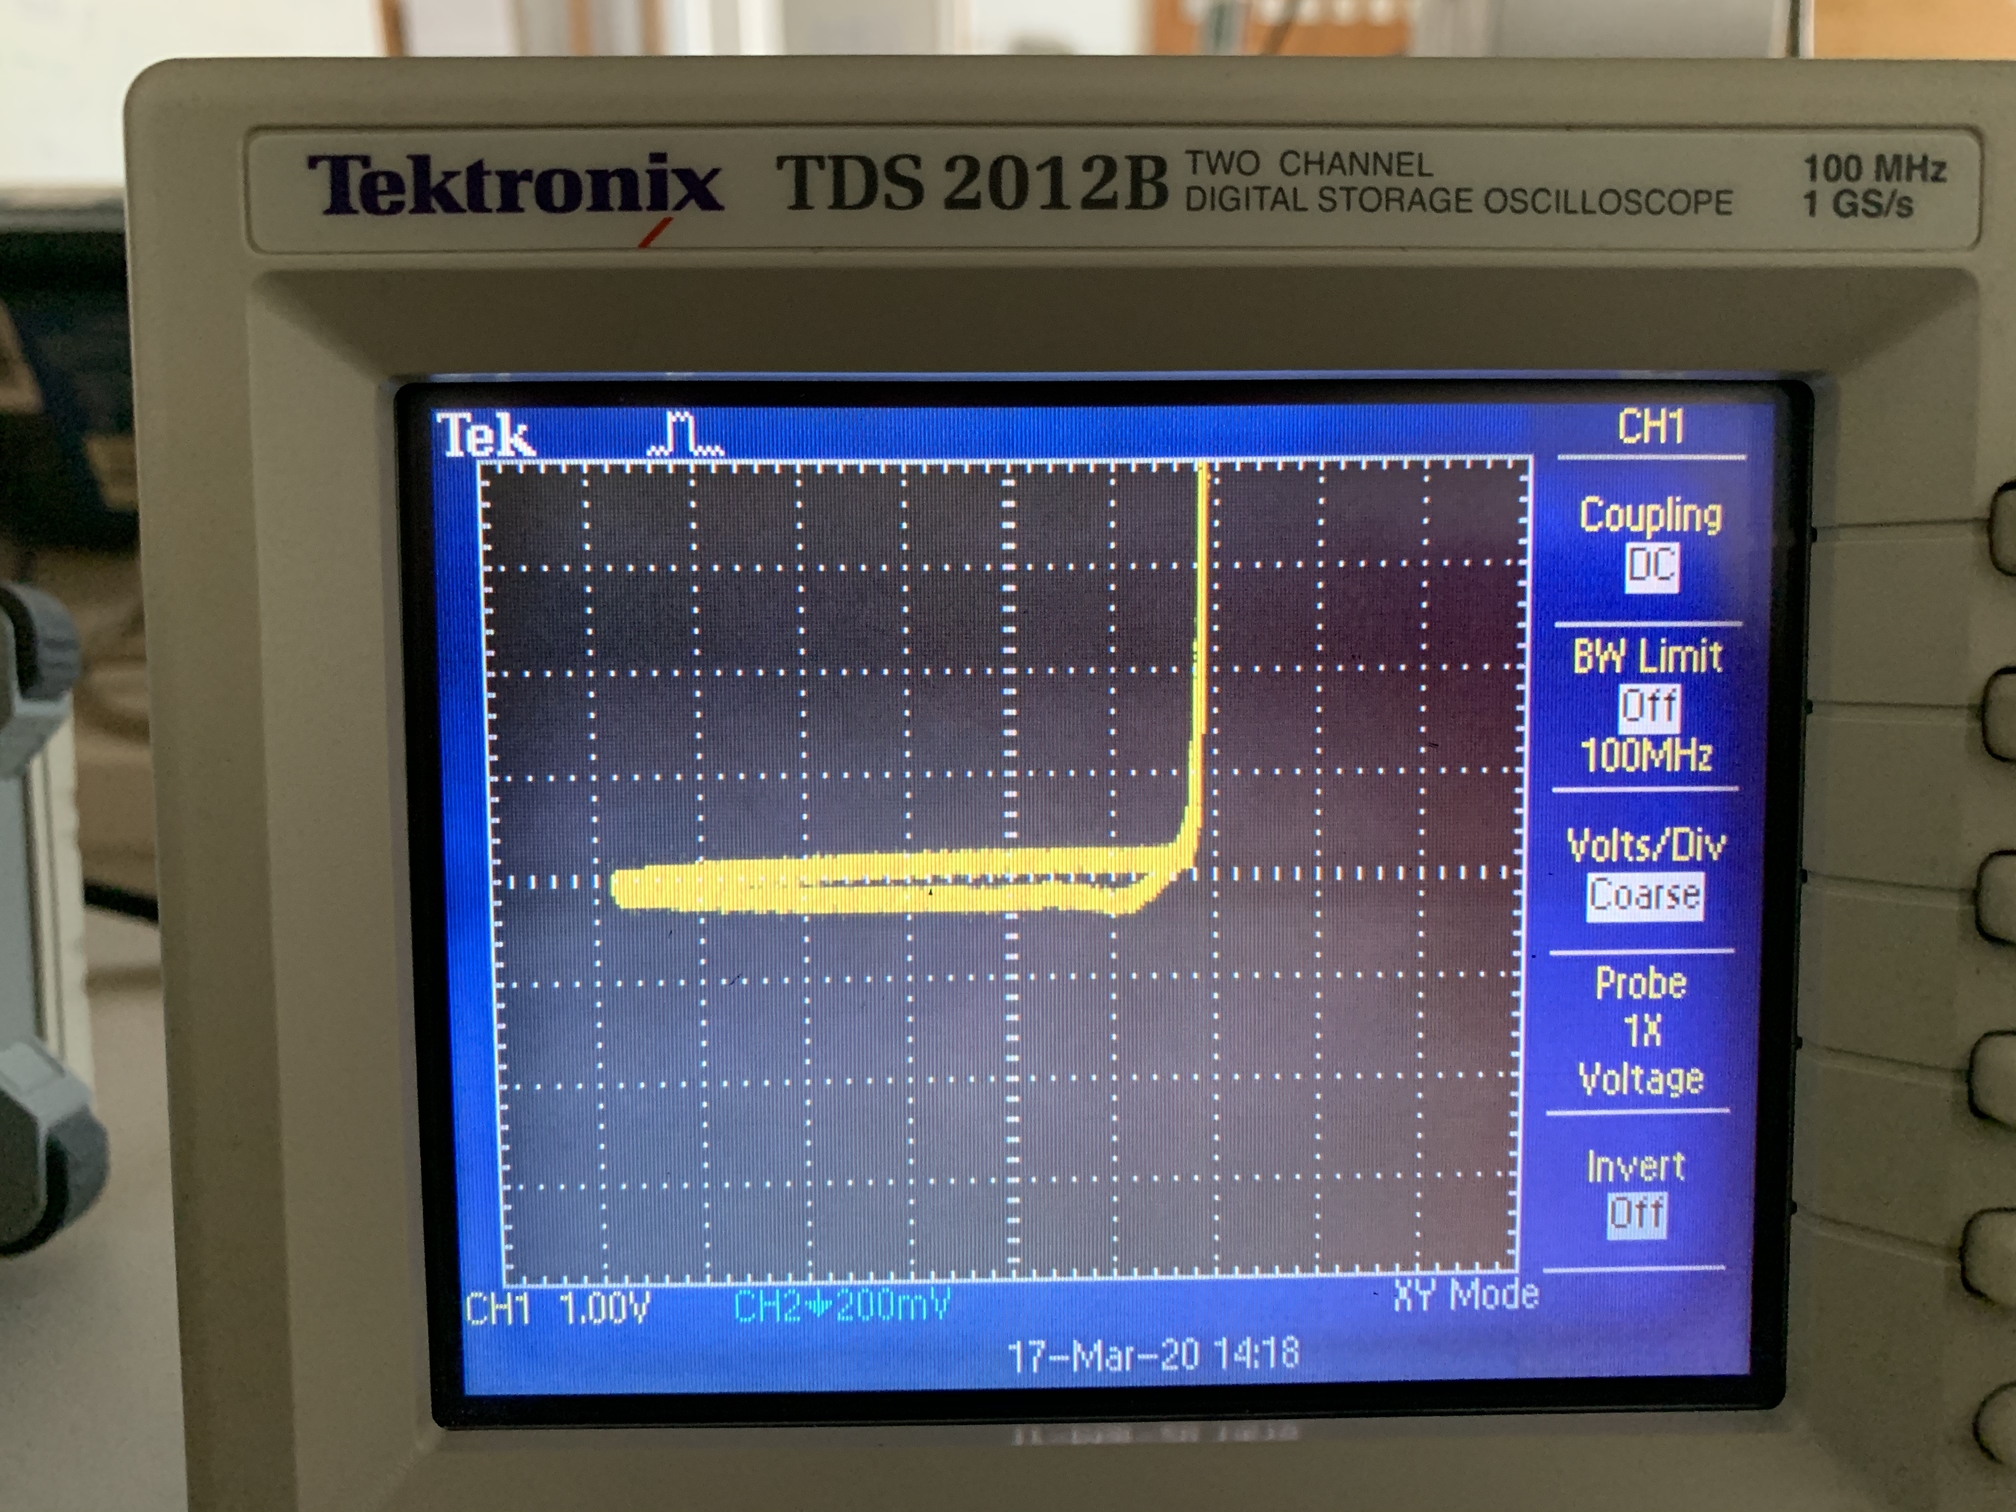 Tektronix TDS 2012B TWO CHANNEL DIGITAL STORAGE OSCILLOSCOPE 100 MHz 1 GS/s
Tek
CH1
Coupling
DC
BW Limit
Off
100MHz
Volts/Div
Coarse
Probe
1X
Voltage
Invert
Off
CH1 1.00V CH2 200mV XY Mode
17-Mar-20 14:18